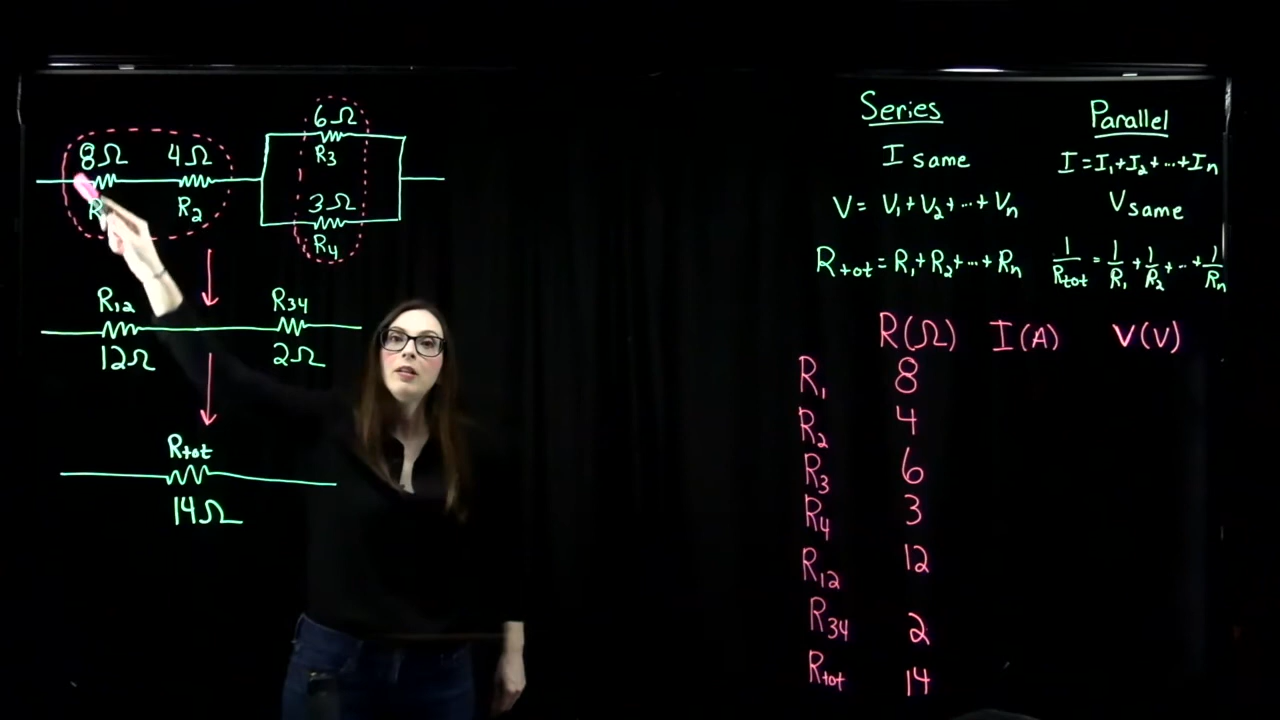 6Ω
R3
8Ω 4Ω
R R2
3Ω
R4
R12 R34
12Ω 2Ω
Rtot
14Ω
Series
I same
V = V1+V2+...+Vn
Rtot = R1+R2+...+Rn
Parallel
I = I1+I2+...+In
V same
1/Rtot = 1/R1 + 1/R2 + ... + 1/Rn
R(Ω) I(A) V(V)
R1 8
R2 4
R3 6
R4 3
R12 12
R34 2
Rtot 14